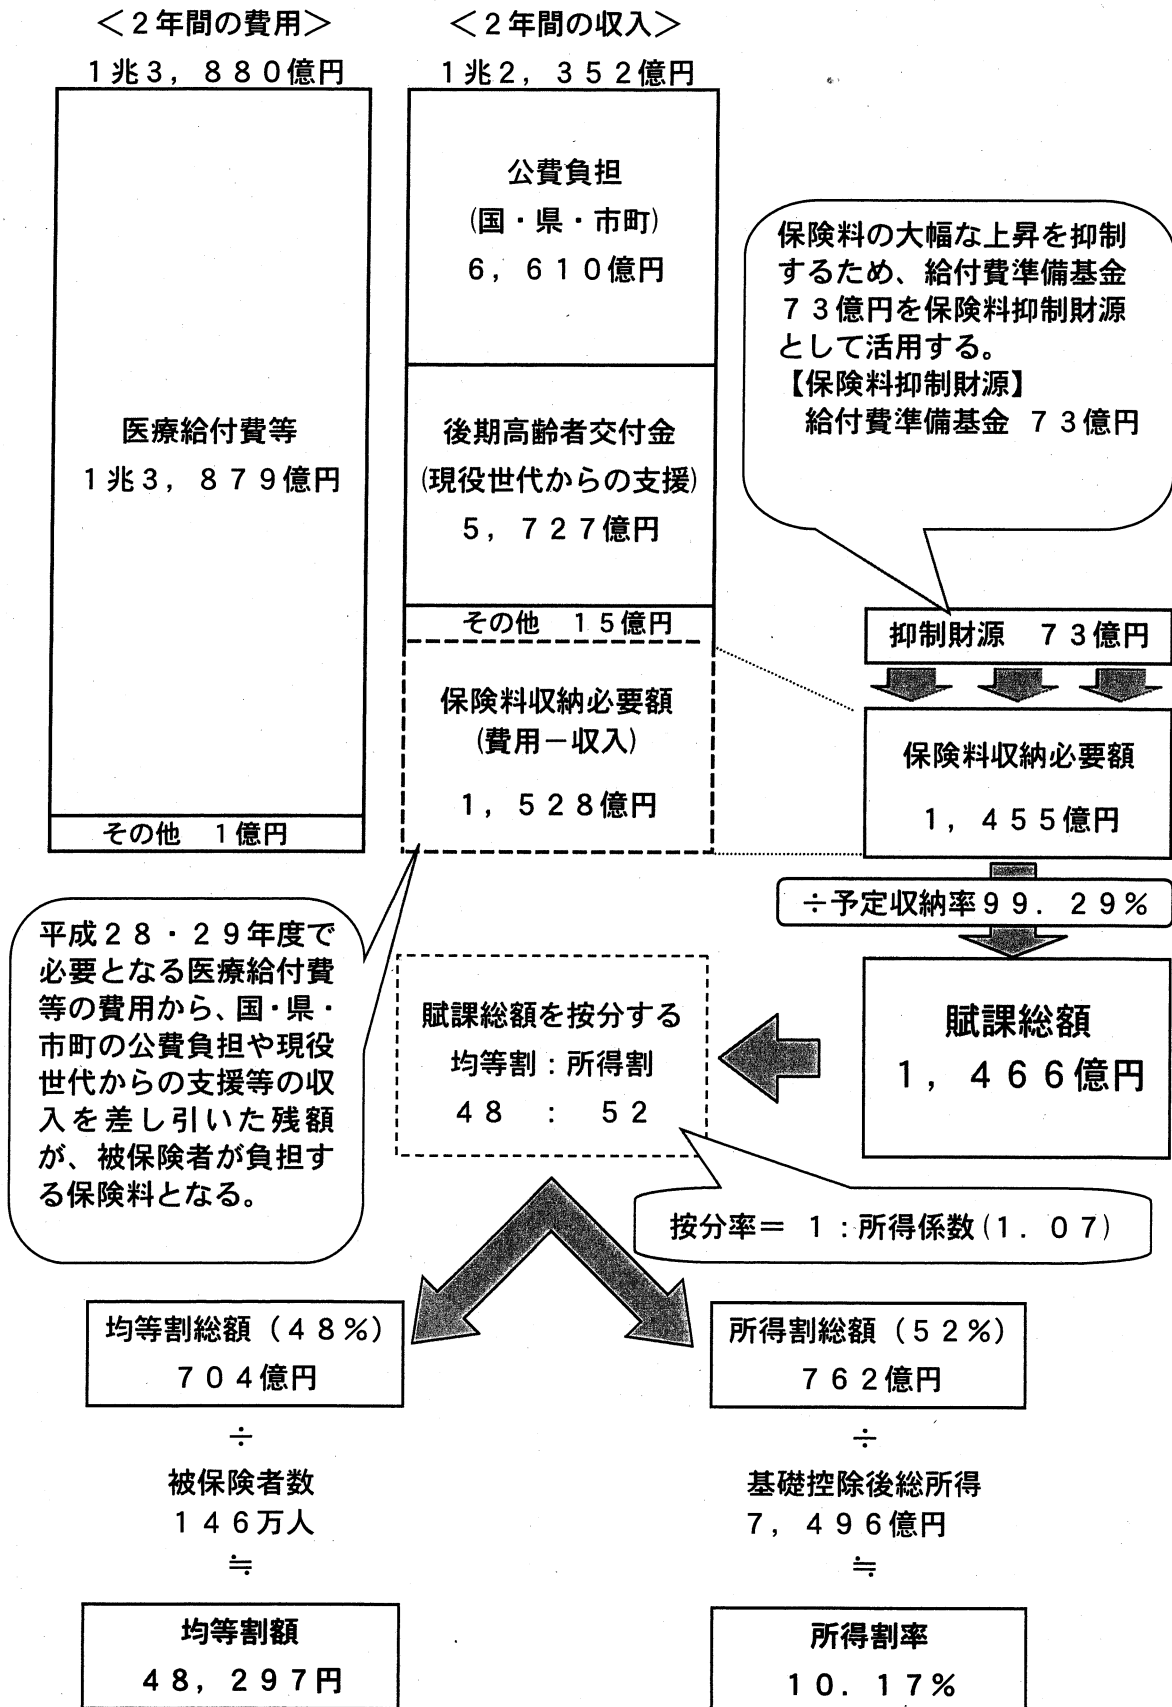 ＜２年間の費用＞
１兆３，８８０億円
医療給付費等
１兆３，８７９億円
その他　１億円
＜２年間の収入＞
１兆２，３５２億円
公費負担
(国・県・市町)
６，６１０億円
後期高齢者交付金
(現役世代からの支援)
５，７２７億円
その他　１５億円
保険料収納必要額
(費用－収入)
１，５２８億円
保険料の大幅な上昇を抑制
するため、給付費準備基金
７３億円を保険料抑制財源
として活用する。
【保険料抑制財源】
給付費準備基金　７３億円
抑制財源　７３億円
保険料収納必要額
１，４５５億円
÷予定収納率９９．２９％
賦課総額
１，４６６億円
平成２８・２９年度で
必要となる医療給付費
等の費用から、国・県・
市町の公費負担や現役
世代からの支援等の収
入を差し引いた残額
が、被保険者が負担す
る保険料となる。
賦課総額を按分する
均等割：所得割
４８　：　５２
按分率＝　１：所得係数(１．０７)
均等割総額（４８％）
７０４億円
÷
被保険者数
１４６万人
≒
均等割額
４８，２９７円
所得割総額（５２％）
７６２億円
÷
基礎控除後総所得
７，４９６億円
≒
所得割率
１０．１７％